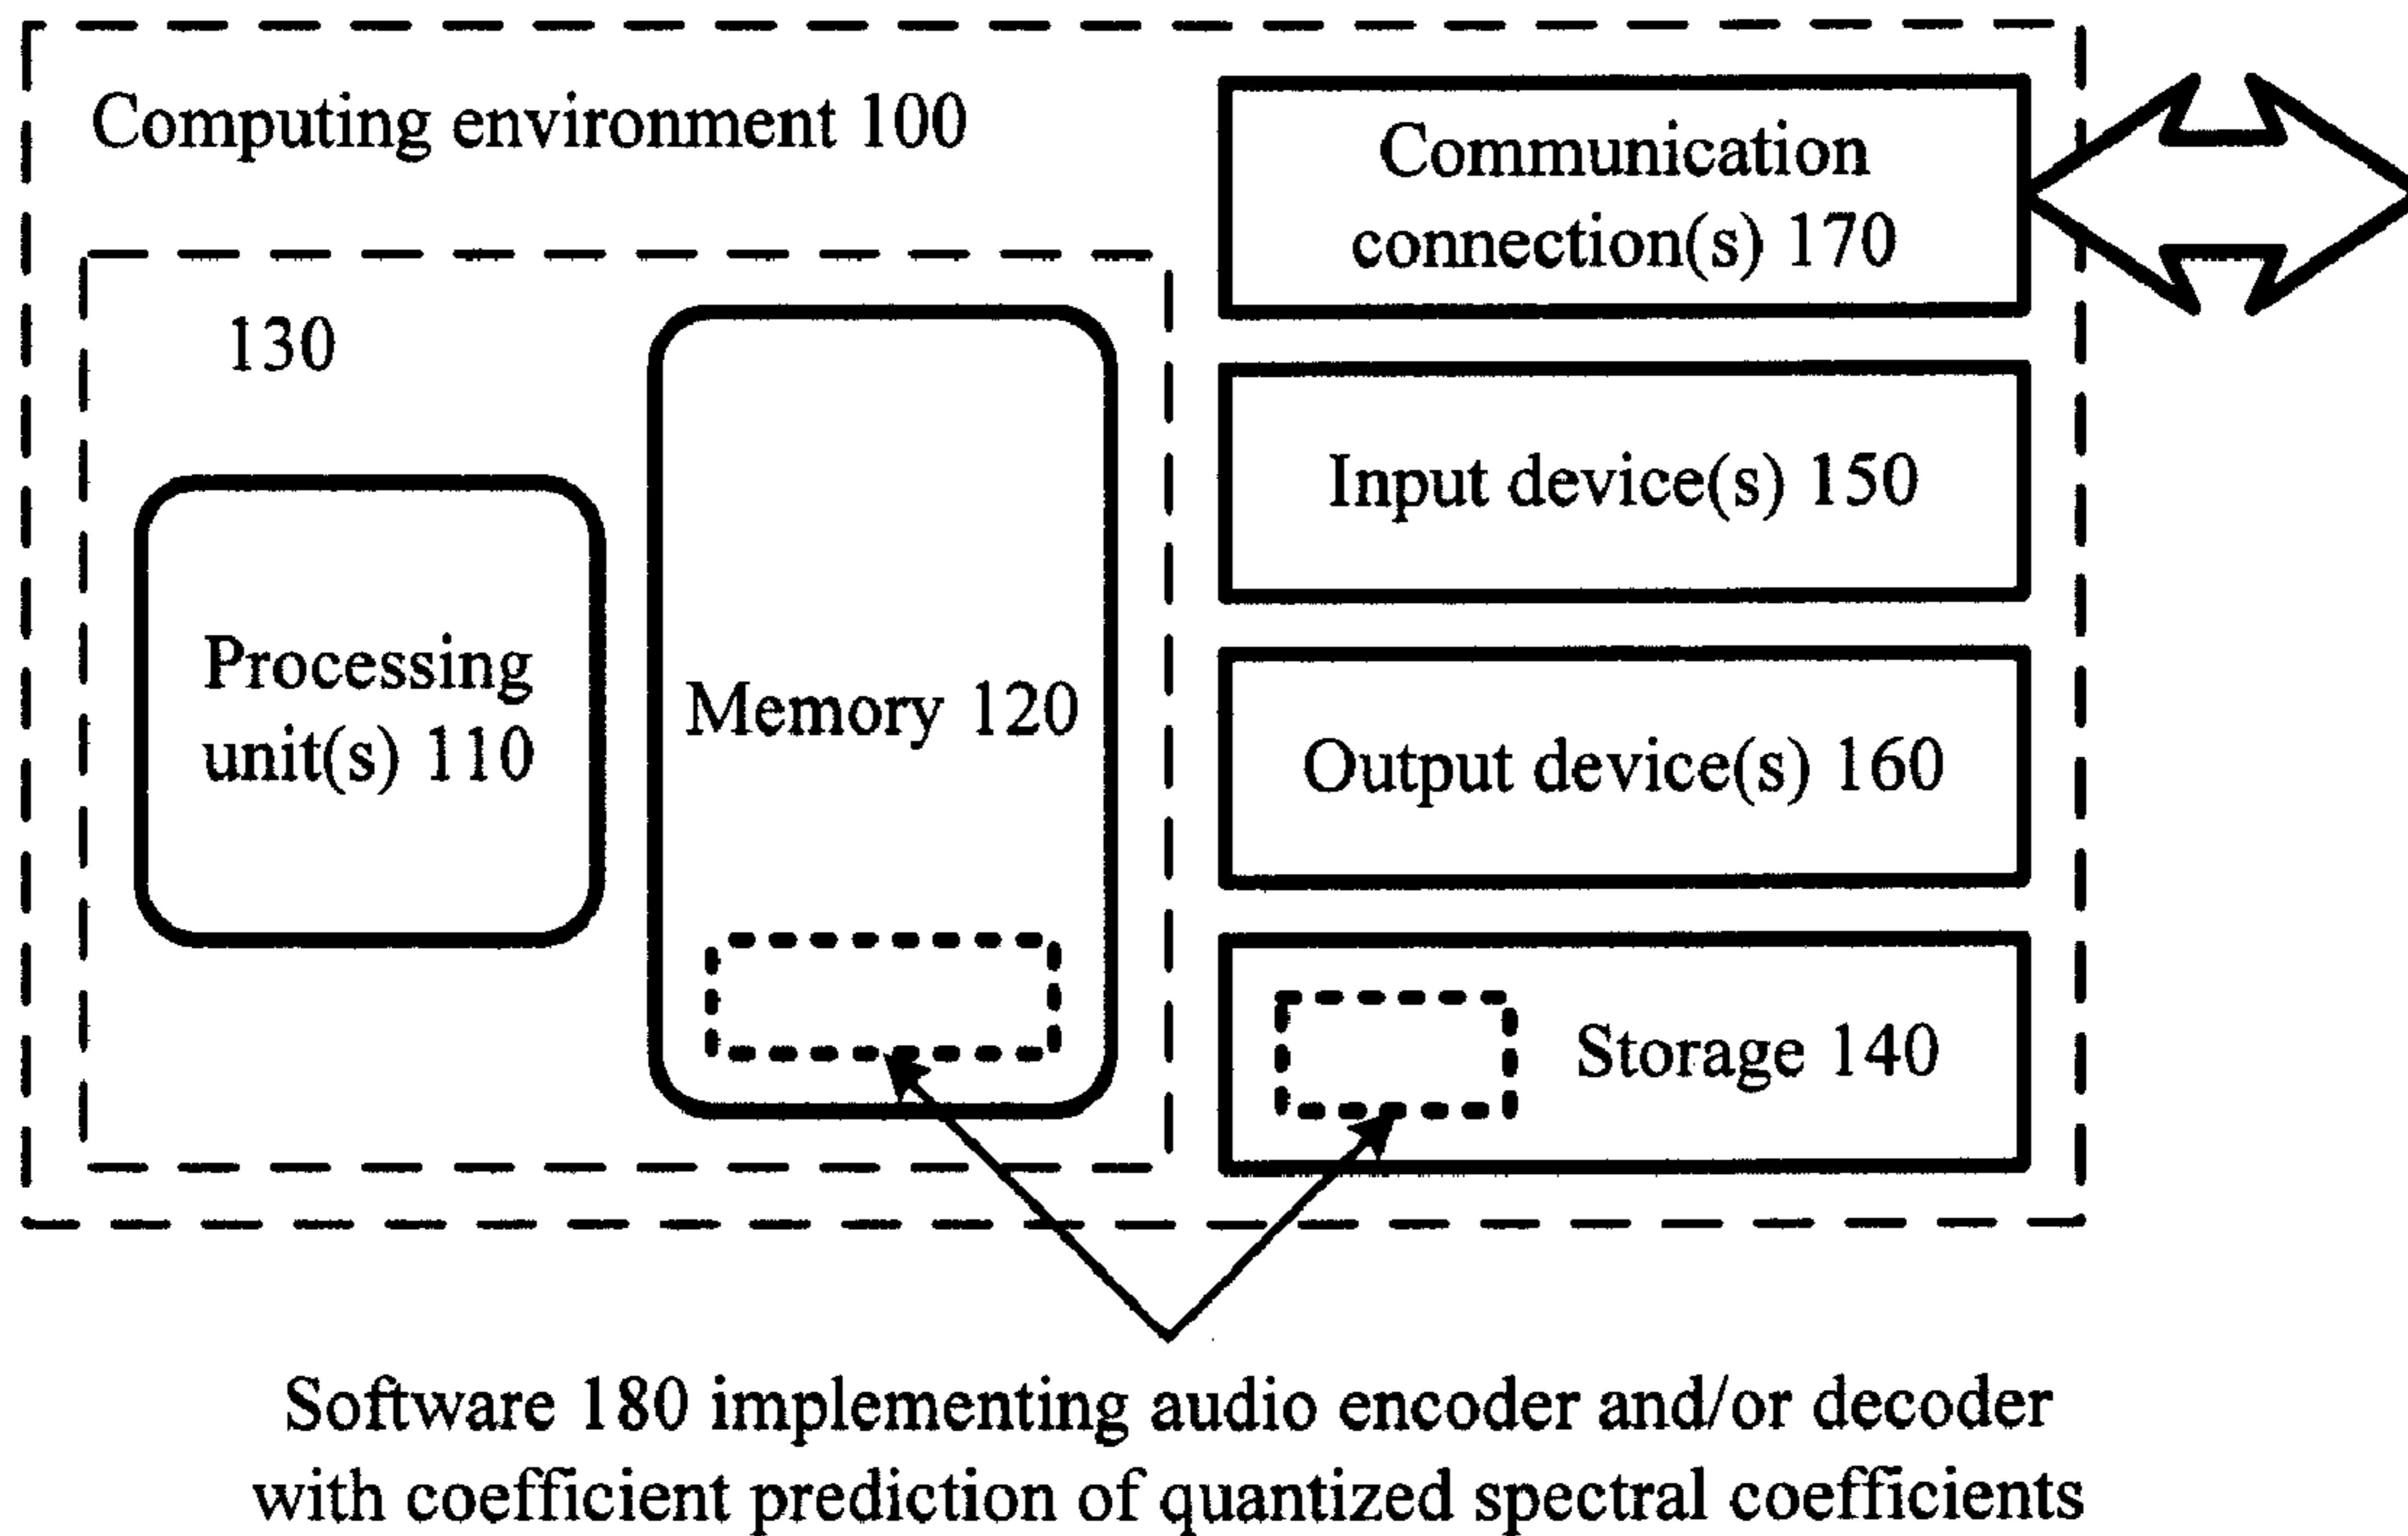 Computing environment 100
Communication
connection(s) 170
130
Input device(s) 150
Processing
unit(s) 110
Memory 120
Output device(s) 160
Storage 140
Software 180 implementing audio encoder and/or decoder
with coefficient prediction of quantized spectral coefficients